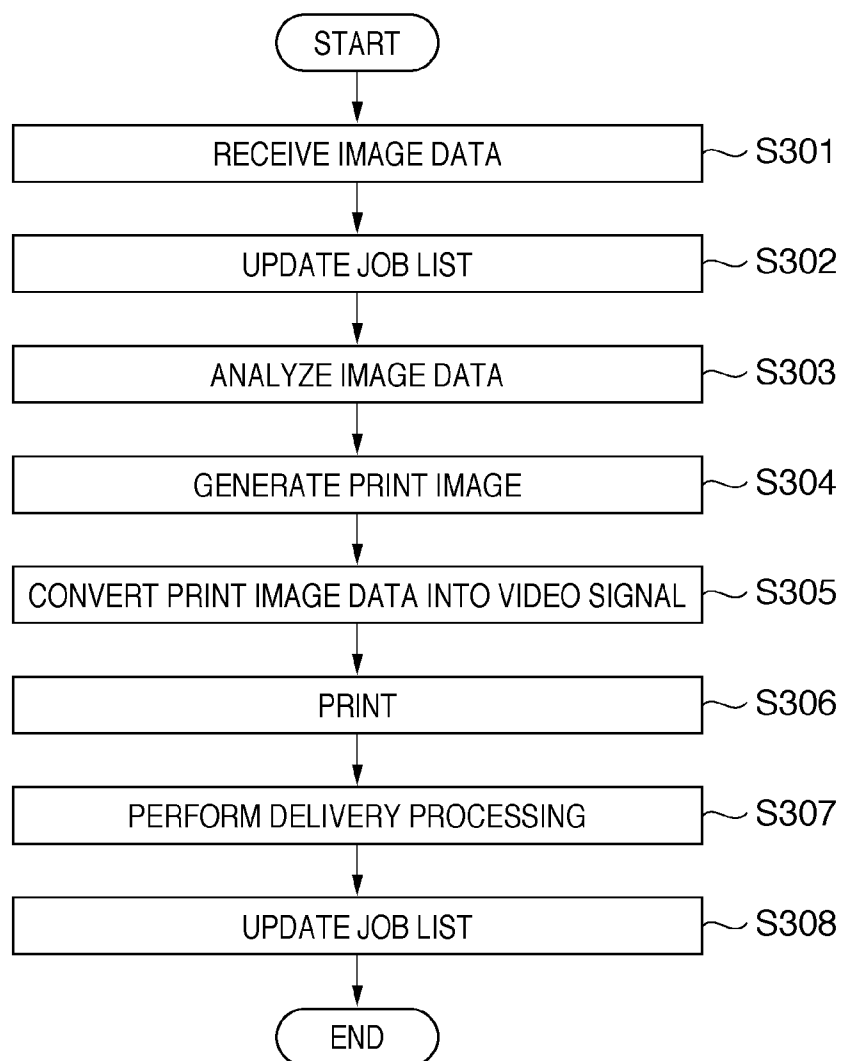 START
RECEIVE IMAGE DATA
S301
UPDATE JOB LIST
S302
ANALYZE IMAGE DATA
S303
GENERATE PRINT IMAGE
S304
CONVERT PRINT IMAGE DATA INTO VIDEO SIGNAL
S305
PRINT
S306
PERFORM DELIVERY PROCESSING
S307
UPDATE JOB LIST
S308
END